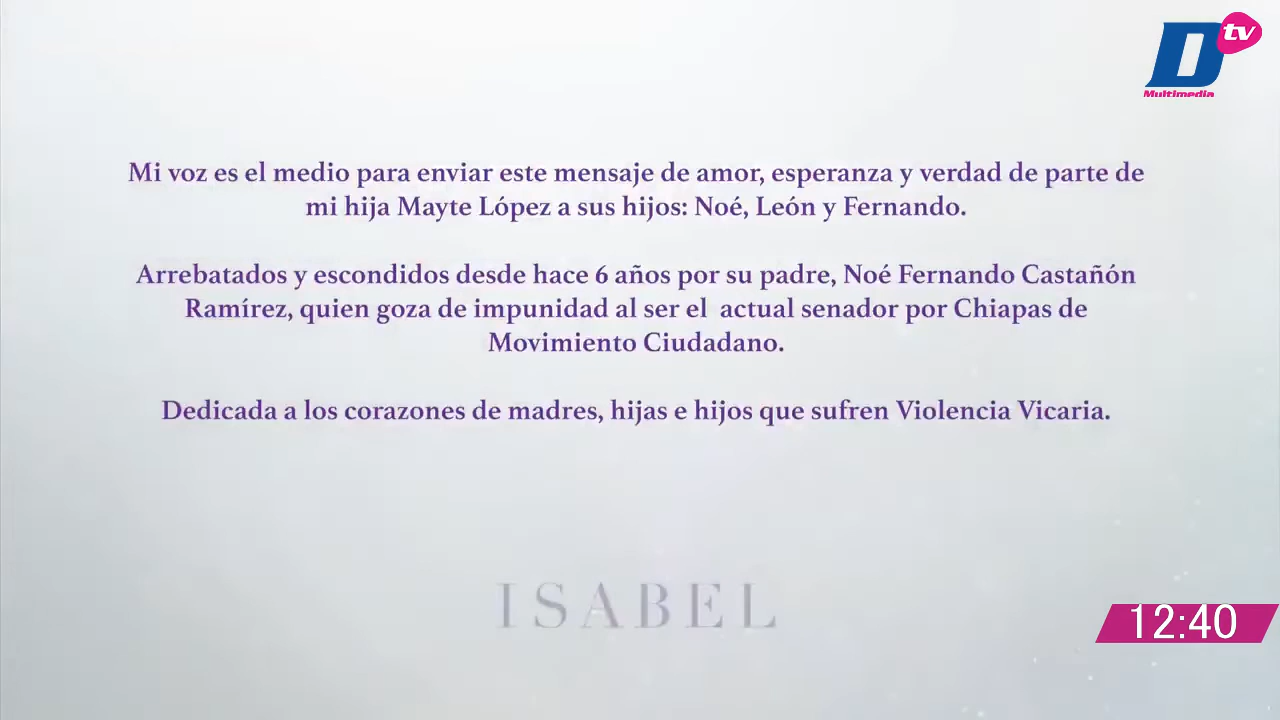 D tv
Multimedia
Mi voz es el medio para enviar este mensaje de amor, esperanza y verdad de parte de
mi hija Mayte López a sus hijos: Noé, León y Fernando.
Arrebatados y escondidos desde hace 6 años por su padre, Noé Fernando Castañón
Ramírez, quien goza de impunidad al ser el actual senador por Chiapas de
Movimiento Ciudadano.
Dedicada a los corazones de madres, hijas e hijos que sufren Violencia Vicaria.
ISABEL
12:40